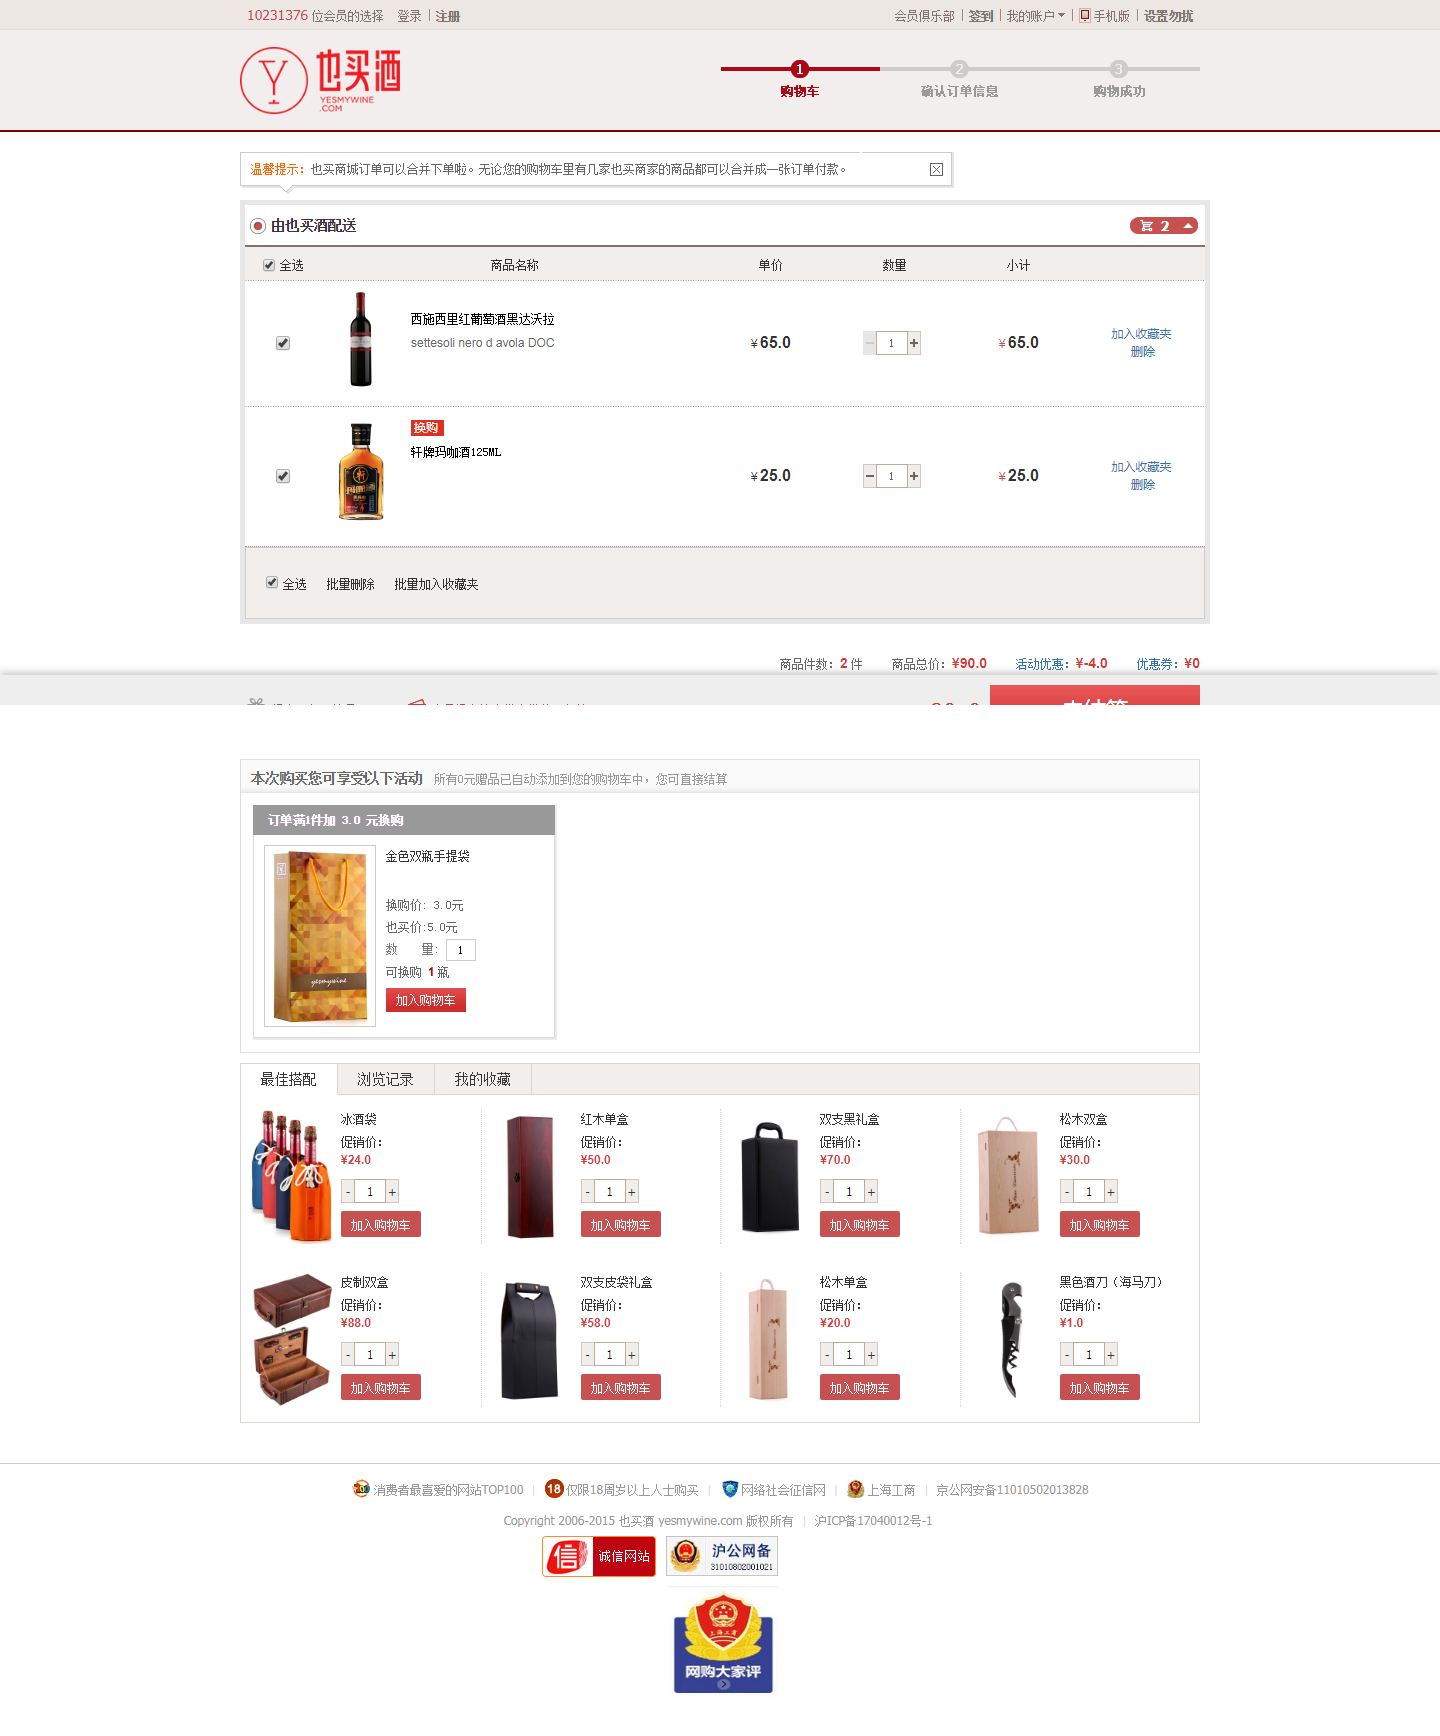 10231376 位会员的选择 登录 注册 会员俱乐部 签到 我的账户 手机版 设置勿扰
也买酒
YESMYWINE
.COM
1 2 3
购物车 确认订单信息 购物成功
温馨提示：也买商城订单可以合并下单啦。无论您的购物车里有几家也买商家的商品都可以合并成一张订单付款。
由也买酒配送 2
全选 商品名称 单价 数量 小计
西施西里红葡萄酒黑达沃拉
settesoli nero d avola DOC
¥65.0 1 ¥65.0
加入收藏夹
删除
换购
轩牌玛咖酒125ML
¥25.0 1 ¥25.0
加入收藏夹
删除
全选 批量删除 批量加入收藏夹
商品件数：2 件 商品总价：¥90.0 活动优惠：¥-4.0 优惠券：¥0
本次购买您可享受以下活动 所有0元赠品已自动添加到您的购物车中，您可直接结算
订单满1件加 3.0 元换购
yesmywine
金色双瓶手提袋
换购价: 3.0元
也买价:5.0元
数 量: 1
可换购 1 瓶
加入购物车
最佳搭配 浏览记录 我的收藏
冰酒袋 红木单盒 双支黑礼盒 松木双盒
促销价： 促销价： 促销价： 促销价：
¥24.0 ¥50.0 ¥70.0 ¥30.0
- 1 + - 1 + - 1 + - 1 +
加入购物车 加入购物车 加入购物车 加入购物车
皮制双盒 双支皮袋礼盒 松木单盒 黑色酒刀（海马刀）
促销价： 促销价： 促销价： 促销价：
¥88.0 ¥58.0 ¥20.0 ¥1.0
- 1 + - 1 + - 1 + - 1 +
加入购物车 加入购物车 加入购物车 加入购物车
消费者最喜爱的网站TOP100 | 18 仅限18周岁以上人士购买 | 网络社会征信网 | 上海工商 | 京公网安备11010502013828
Copyright 2006-2015 也买酒 yesmywine.com 版权所有 | 沪ICP备17040012号-1
信 诚信网站 沪公网备
31010802001021
上海工商
网购大家评